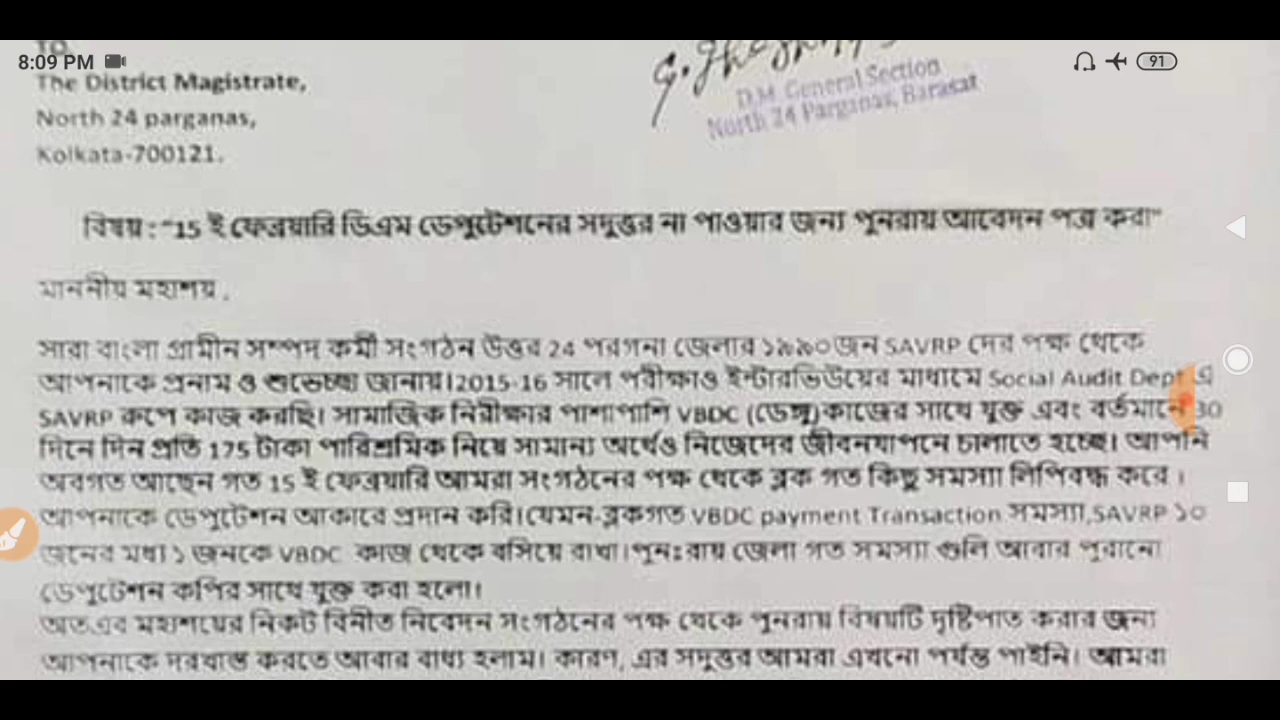 To,
8:09 PM
91
The District Magistrate,
North 24 parganas,
Kolkata-700121.
D.M. General Section
North 24 Parganas, Barasat
বিষয় : "15 ই ফেব্রুয়ারি ডিএম ডেপুটেশনের সদুত্তর না পাওয়ার জন্য পুনরায় আবেদন পত্র করা"
মাননীয় মহাশয় ,
সারা বাংলা গ্রামীন সম্পদ কর্মী সংগঠন উত্তর 24 পরগনা জেলার ১৯৯০জন SAVRP দের পক্ষ থেকে
আপনাকে প্রনাম ও শুভেচ্ছা জানায়।2015-16 সালে পরীক্ষাও ইন্টারভিউয়ের মাধ্যমে Social Audit Dept এ
SAVRP রুপে কাজ করছি। সামাজিক নিরীক্ষার পাশাপাশি VBDC (ডেঙ্গু)কাজের সাথে যুক্ত এবং বর্তমানে 30
দিনে দিন প্রতি 175 টাকা পারিশ্রমিক নিয়ে সামান্য অর্থেও নিজেদের জীবনযাপনে চালাতে হচ্ছে। আপনি
অবগত আছেন গত 15 ই ফেব্রুয়ারি আমরা সংগঠনের পক্ষ থেকে ব্লক গত কিছু সমস্যা লিপিবদ্ধ করে ।
আপনাকে ডেপুটেশন আকারে প্রদান করি।যেমন-ব্লকগত VBDC payment Transaction সমস্যা,SAVRP ১০
জনের মধ্য ১ জনকে VBDC কাজ থেকে বসিয়ে রাখা।পুনঃরায় জেলা গত সমস্যা গুলি আবার পুরানো
ডেপুটেশন কপির সাথে যুক্ত করা হলো।
অতএব মহাশয়ের নিকট বিনীত নিবেদন সংগঠনের পক্ষ থেকে পুনরায় বিষয়টি দৃষ্টিপাত করার জন্য
আপনাকে দরখাস্ত করতে আবার বাধ্য হলাম। কারণ, এর সদুত্তর আমরা এখনো পর্যন্ত পাইনি। আমরা